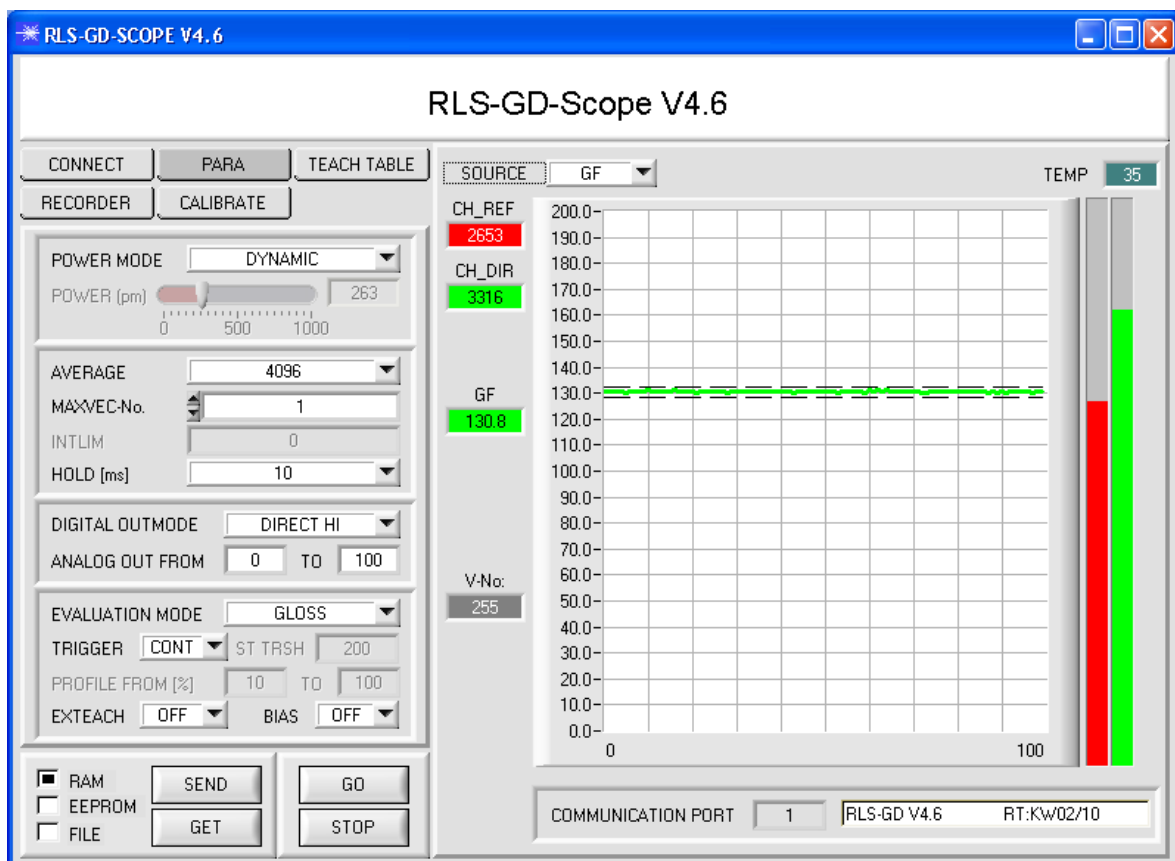 RLS-GD-SCOPE V4.6
RLS-GD-Scope V4.6
CONNECT PARA TEACH TABLE
RECORDER CALIBRATE
POWER MODE DYNAMIC
POWER (pm) 263
0 500 1000
AVERAGE 4096
MAXVEC-No. 1
INTLIM 0
HOLD [ms] 10
DIGITAL OUTMODE DIRECT HI
ANALOG OUT FROM 0 TO 100
EVALUATION MODE GLOSS
TRIGGER CONT ST TRSH 200
PROFILE FROM [%] 10 TO 100
EXTEACH OFF BIAS OFF
RAM
EEPROM
FILE
SEND
GET
GO
STOP
SOURCE GF
TEMP 35
CH_REF
2653
CH_DIR
3316
GF
130.8
V-No:
255
200.0
190.0
180.0
170.0
160.0
150.0
140.0
130.0
120.0
110.0
100.0
90.0
80.0
70.0
60.0
50.0
40.0
30.0
20.0
10.0
0.0
0 100
COMMUNICATION PORT 1 RLS-GD V4.6 RT:KW02/10